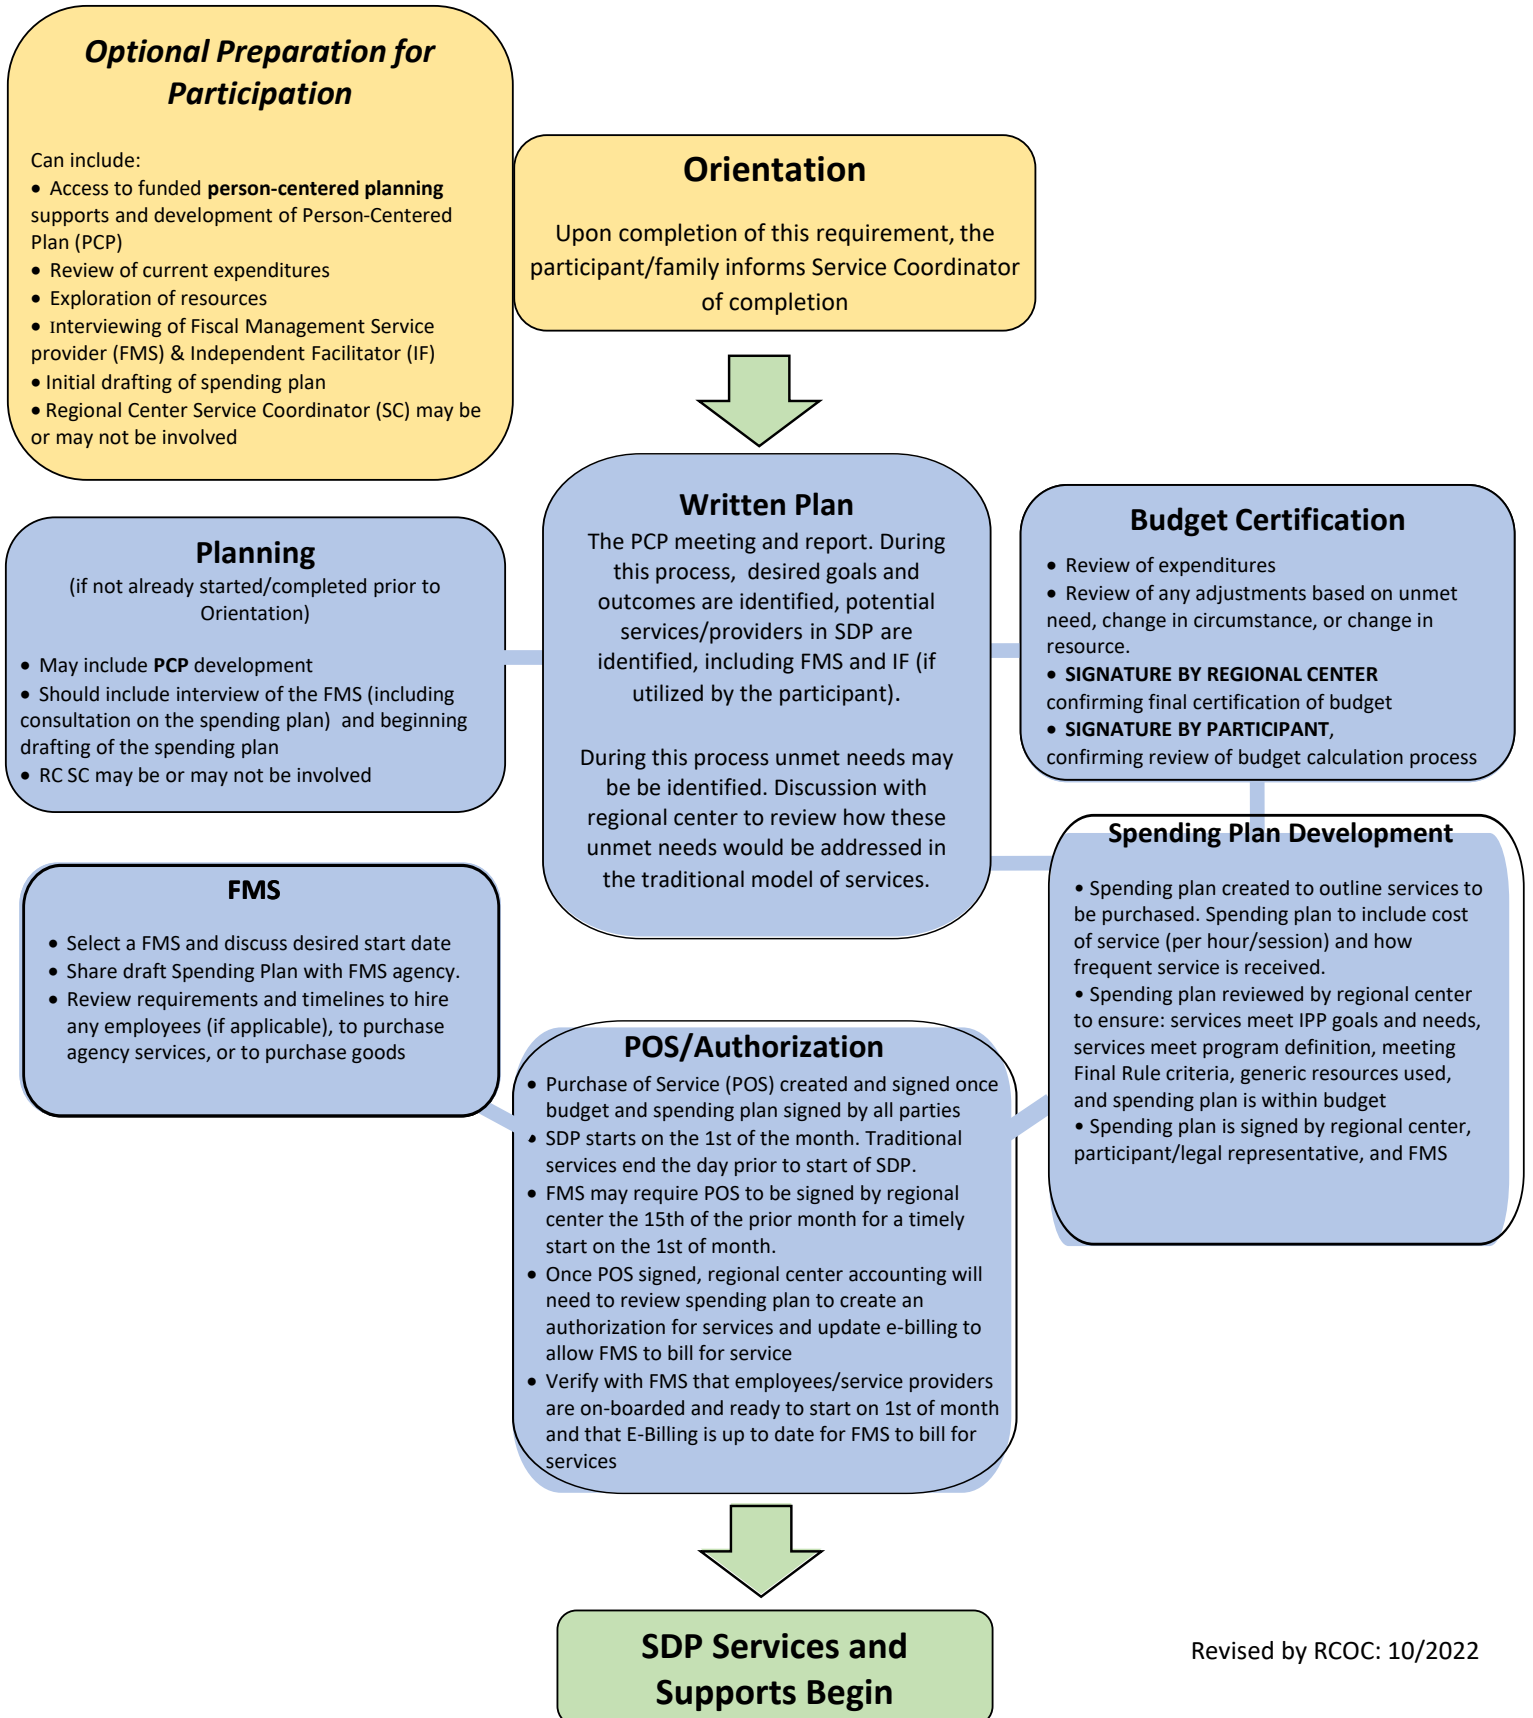 Optional Preparation for
Participation
Can include:
• Access to funded person-centered planning
supports and development of Person-Centered
Plan (PCP)
• Review of current expenditures
• Exploration of resources
• Interviewing of Fiscal Management Service
provider (FMS) & Independent Facilitator (IF)
• Initial drafting of spending plan
• Regional Center Service Coordinator (SC) may be
or may not be involved
Orientation
Upon completion of this requirement, the
participant/family informs Service Coordinator
of completion
Planning
(if not already started/completed prior to
Orientation)
• May include PCP development
• Should include interview of the FMS (including
consultation on the spending plan) and beginning
drafting of the spending plan
• RC SC may be or may not be involved
Written Plan
The PCP meeting and report. During
this process, desired goals and
outcomes are identified, potential
services/providers in SDP are
identified, including FMS and IF (if
utilized by the participant).
During this process unmet needs may
be be identified. Discussion with
regional center to review how these
unmet needs would be addressed in
the traditional model of services.
Budget Certification
• Review of expenditures
• Review of any adjustments based on unmet
need, change in circumstance, or change in
resource.
• SIGNATURE BY REGIONAL CENTER
confirming final certification of budget
• SIGNATURE BY PARTICIPANT,
confirming review of budget calculation process
Spending Plan Development
• Spending plan created to outline services to
be purchased. Spending plan to include cost
of service (per hour/session) and how
frequent service is received.
• Spending plan reviewed by regional center
to ensure: services meet IPP goals and needs,
services meet program definition, meeting
Final Rule criteria, generic resources used,
and spending plan is within budget
• Spending plan is signed by regional center,
participant/legal representative, and FMS
FMS
• Select a FMS and discuss desired start date
• Share draft Spending Plan with FMS agency.
• Review requirements and timelines to hire
any employees (if applicable), to purchase
agency services, or to purchase goods
POS/Authorization
• Purchase of Service (POS) created and signed once
budget and spending plan signed by all parties
• SDP starts on the 1st of the month. Traditional
services end the day prior to start of SDP.
• FMS may require POS to be signed by regional
center the 15th of the prior month for a timely
start on the 1st of month.
• Once POS signed, regional center accounting will
need to review spending plan to create an
authorization for services and update e-billing to
allow FMS to bill for service
• Verify with FMS that employees/service providers
are on-boarded and ready to start on 1st of month
and that E-Billing is up to date for FMS to bill for
services
SDP Services and
Supports Begin
Revised by RCOC: 10/2022